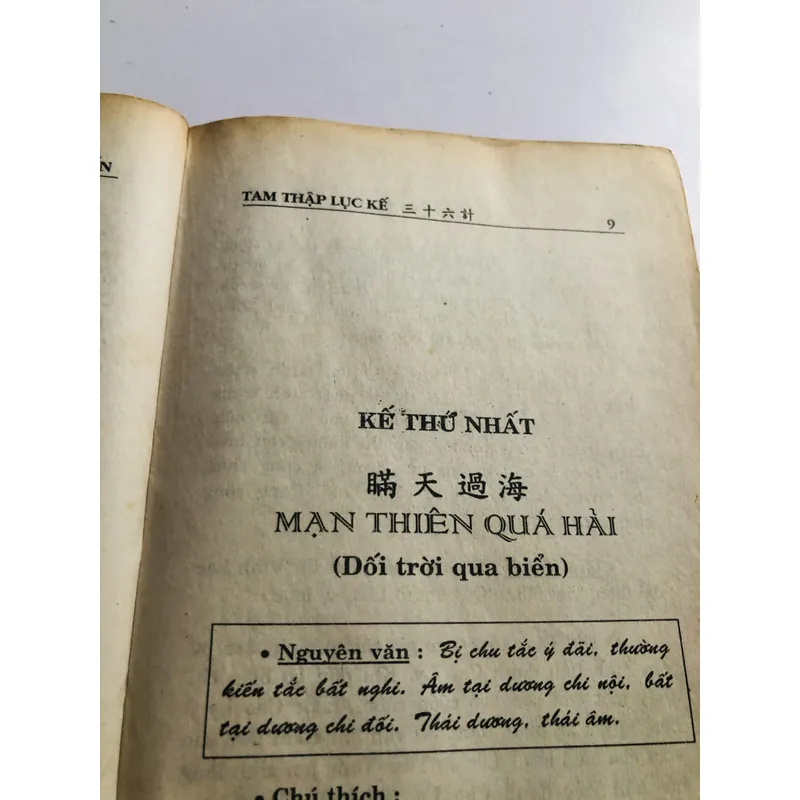 ẾN
TAM THẬP LỤC KẾ 三十六計 9
KẾ THỨ NHẤT
瞞天過海
MẠN THIÊN QUÁ HÀI
(Dối trời qua biển)
• Nguyên văn : Bị chu tắc ý đãi, thường
kiến tắc bất nghi. Âm tại dương chi nội, bất
tại dương chi đối. Thái dương, thái âm.
• Chú thích :